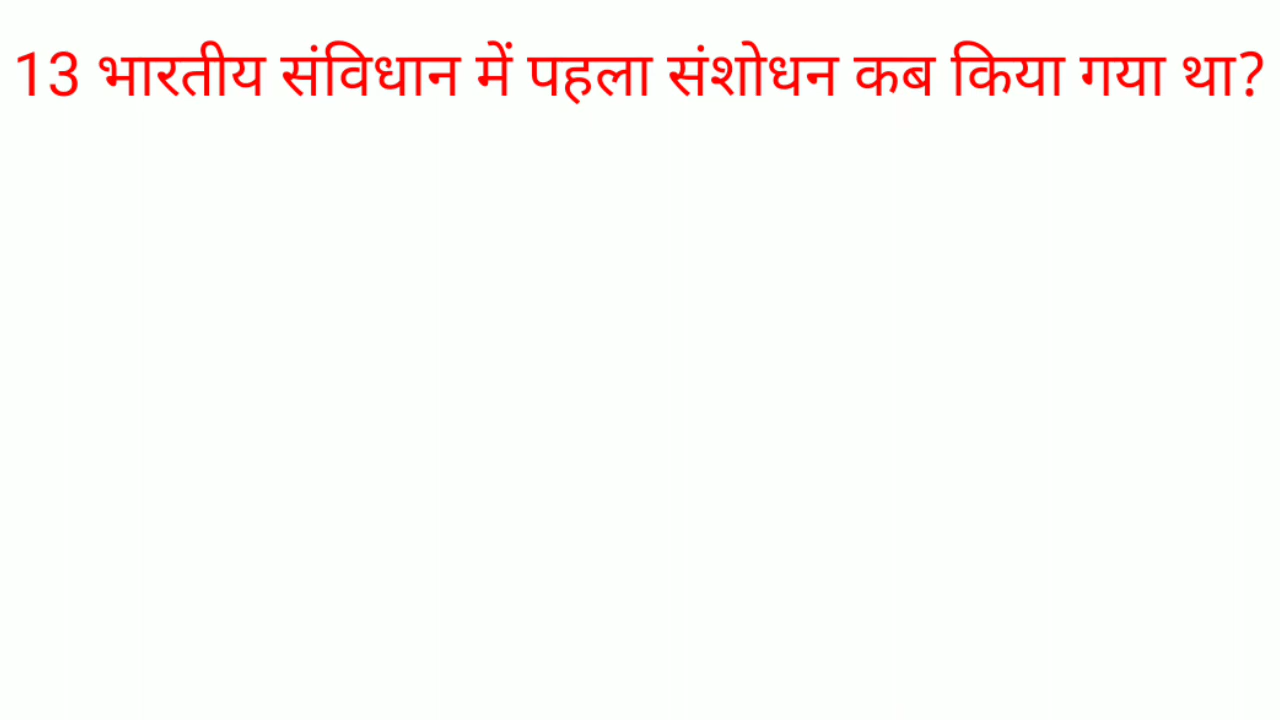 13 भारतीय संविधान में पहला संशोधन कब किया गया था?